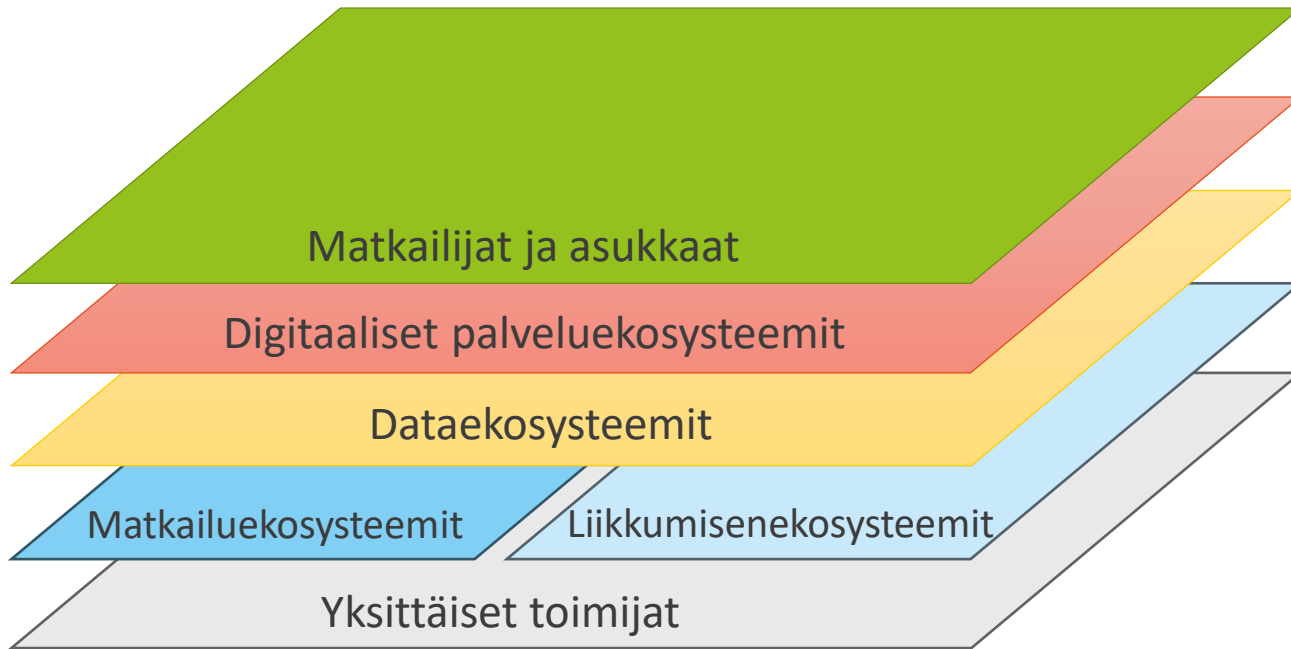 Matkailijat ja asukkaat
Digitaaliset palveluekosysteemit
Dataekosysteemit
Matkailuekosysteemit
Liikkumisenekosysteemit
Yksittäiset toimijat